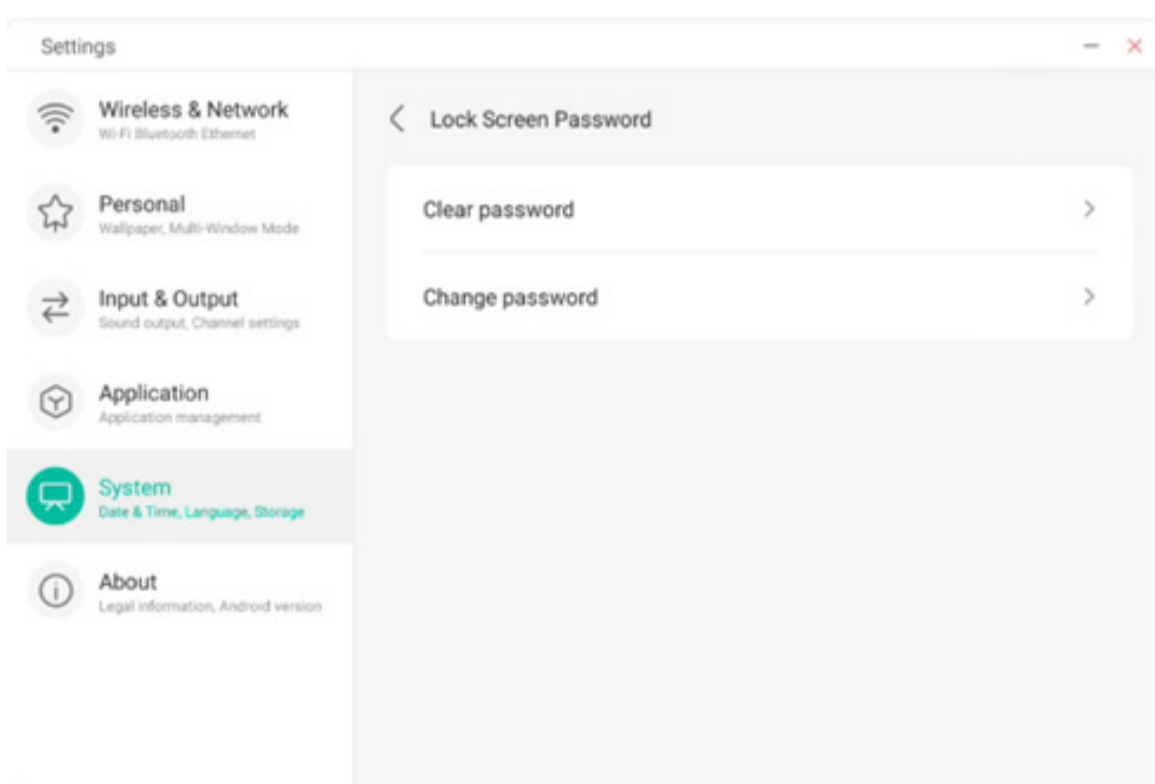 Settings
Wireless & Network
Wi-Fi Bluetooth Ethernet
Personal
Wallpaper, Multi-Window Mode
Input & Output
Sound output, Channel settings
Application
Application management
System
Date & Time, Language, Storage
About
Legal information, Android version
Lock Screen Password
Clear password
Change password